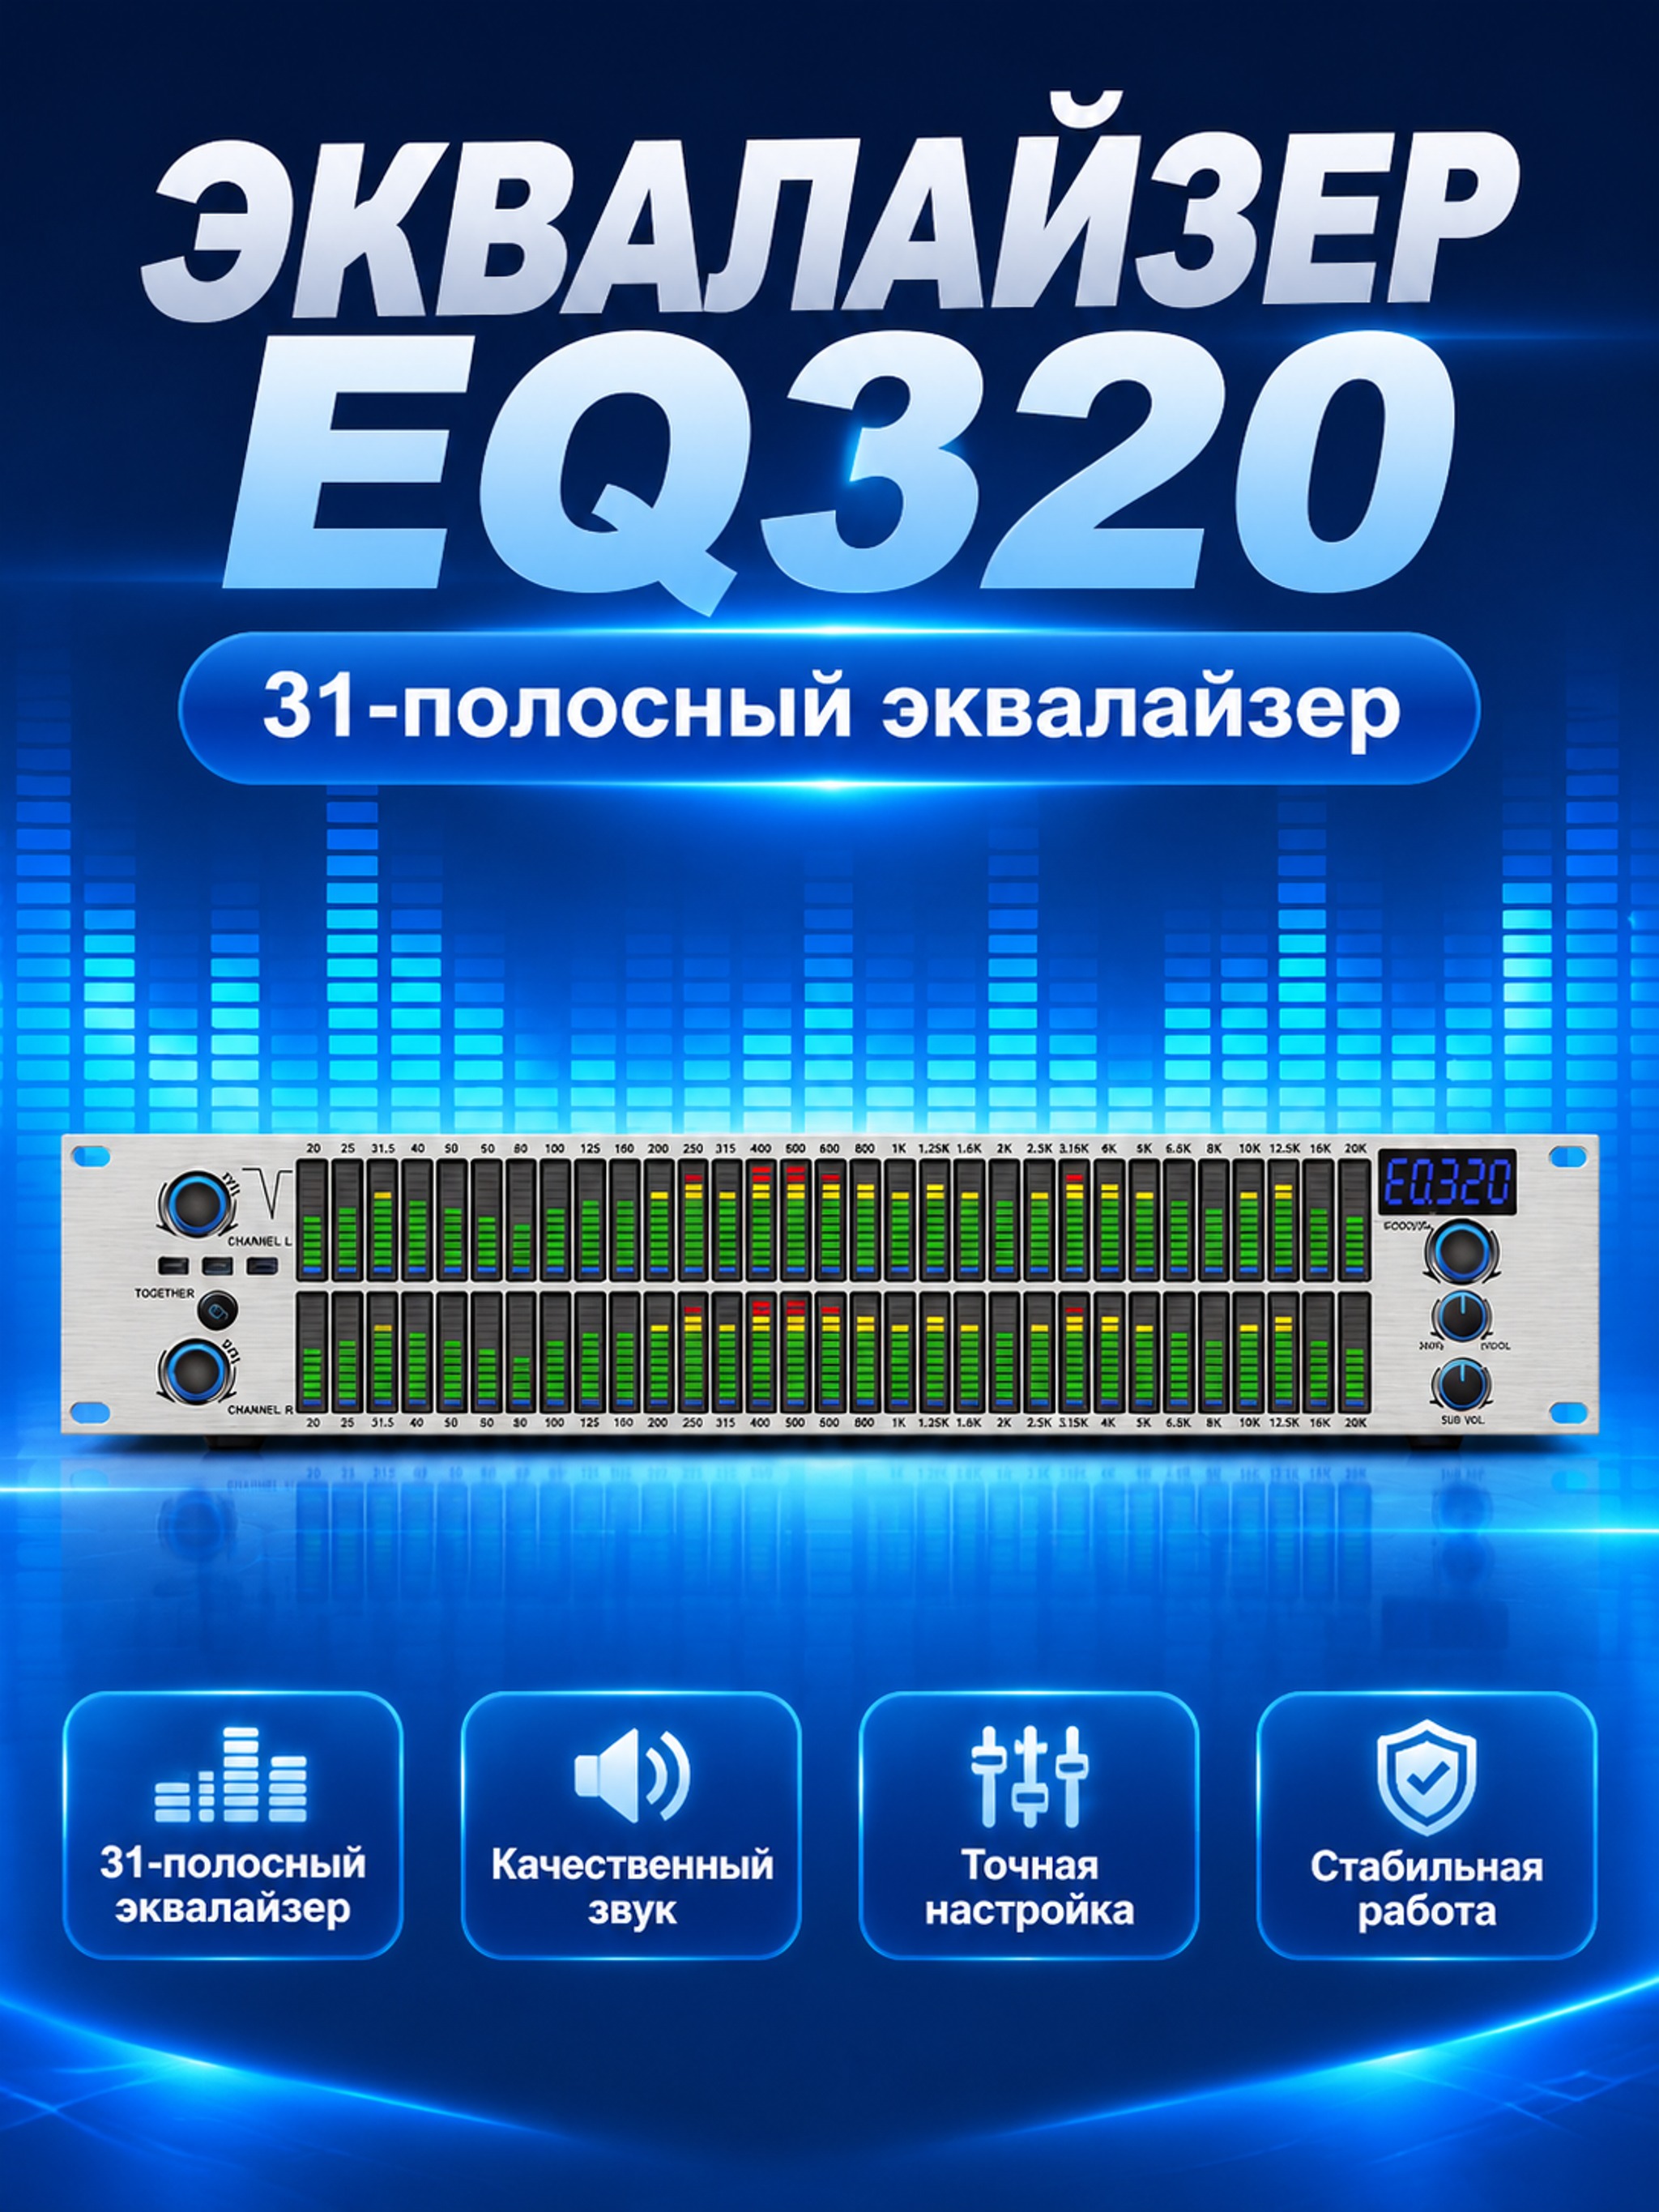 ЭКВАЛАЙЗЕР
EQ320
31-полосный эквалайзер
20 25 31.5 40 50 50 80 100 125 160 200 250 315 400 500 600 800 1K 1.25K 1.6K 2K 2.5K 3.15K 6K 5K 6.5K 8K 10K 12.5K 16K 20K
EQ320
CHANNEL L
TOGETHER
CHANNEL R
20 25 31.5 40 50 50 80 100 125 160 200 250 315 400 500 500 800 1K 1.25K 1.6K 2K 2.5K 3.15K 4K 5K 6.5K 8K 10K 12.5K 16K 20K
SUB VOL
31-полосный
эквалайзер
Качественный
звук
Точная
настройка
Стабильная
работа